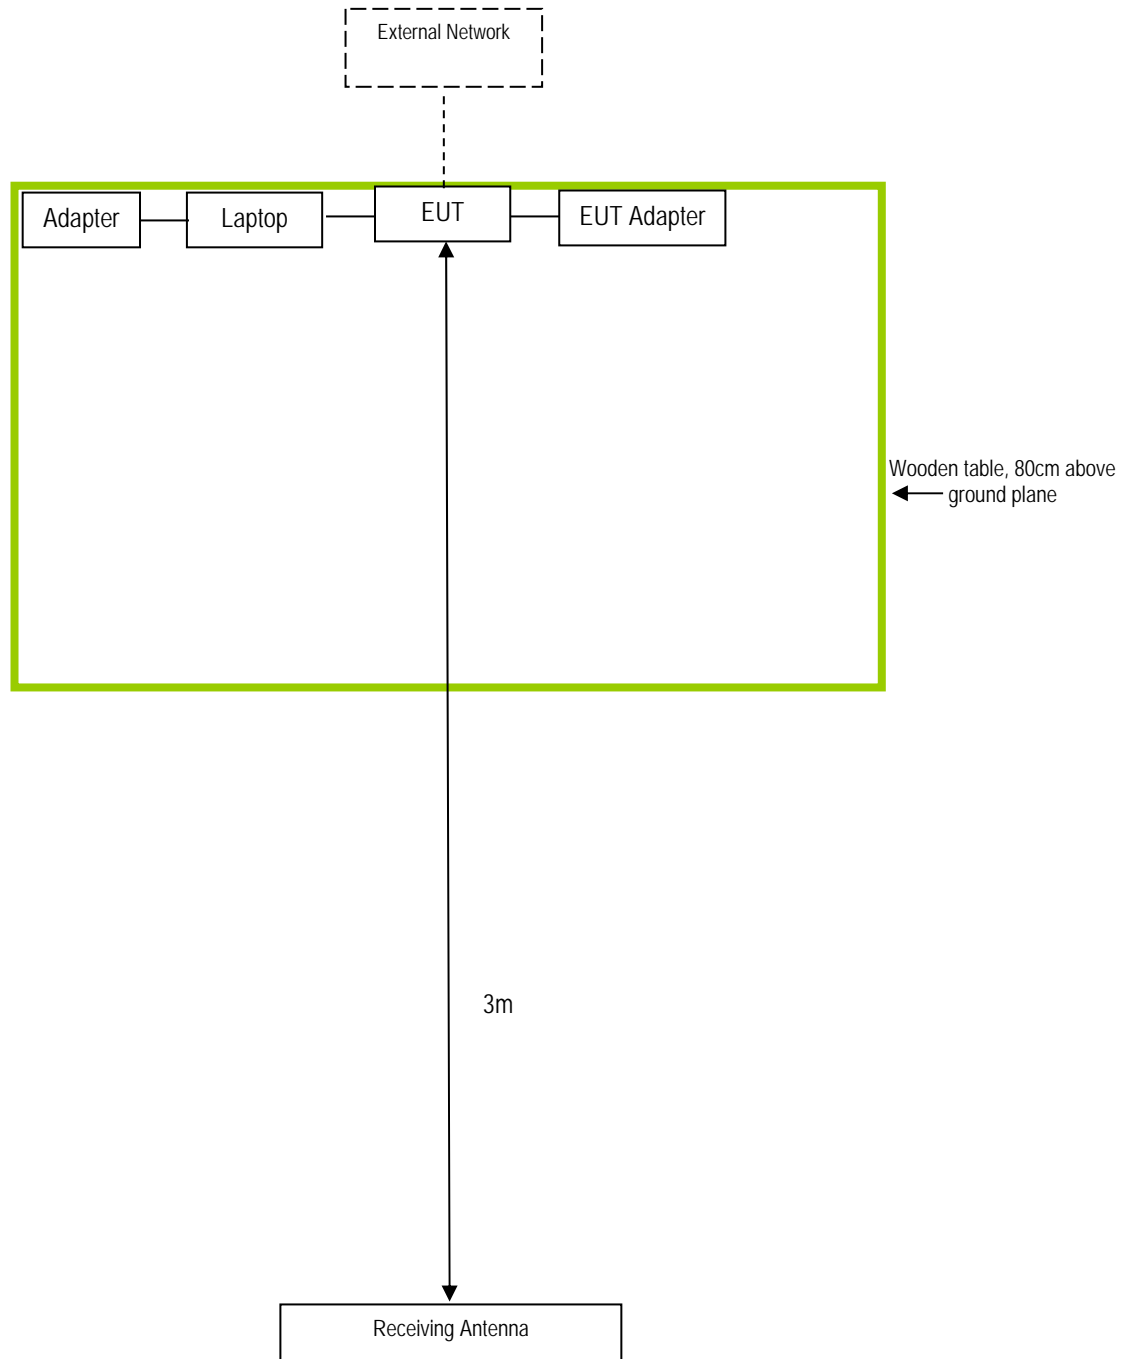 External Network
Adapter
Laptop
EUT
EUT Adapter
Wooden table, 80cm above
ground plane
3m
Receiving Antenna